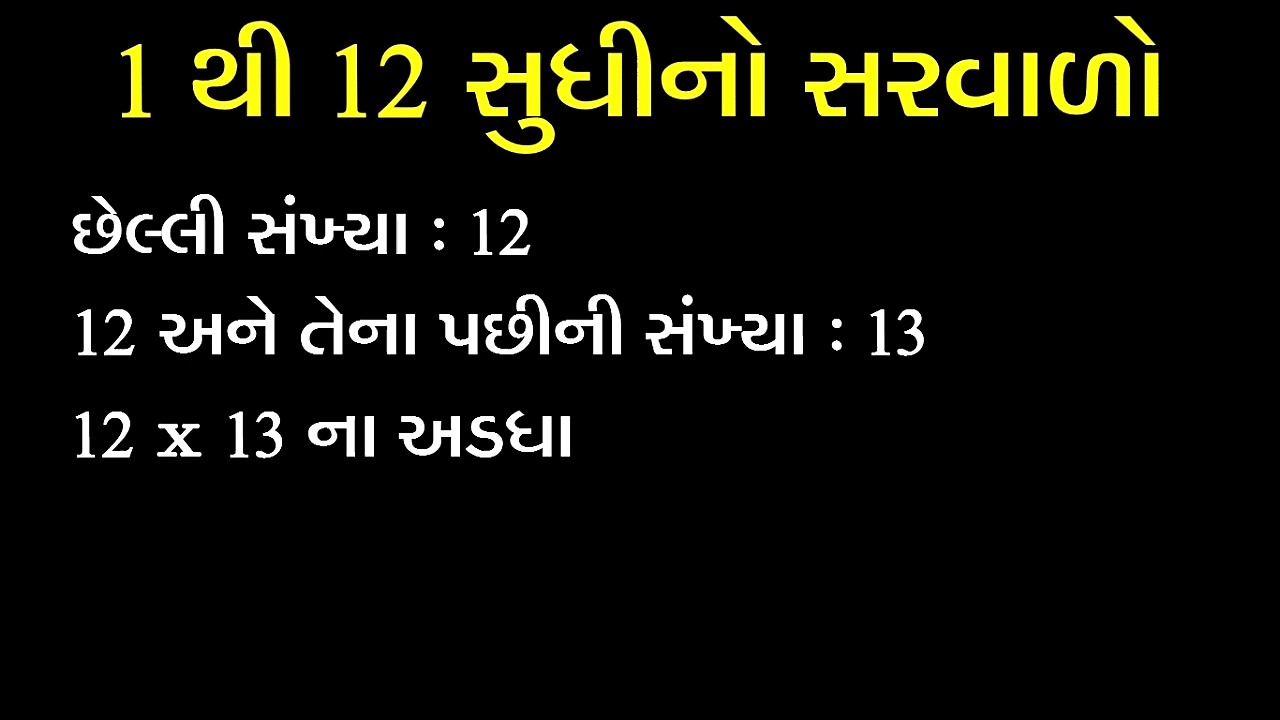 1 થી 12 સુધીનો સરવાળો
છેલ્લી સંખ્યા : 12
12 અને તેના પછીની સંખ્યા : 13
12 x 13 ના અડધા